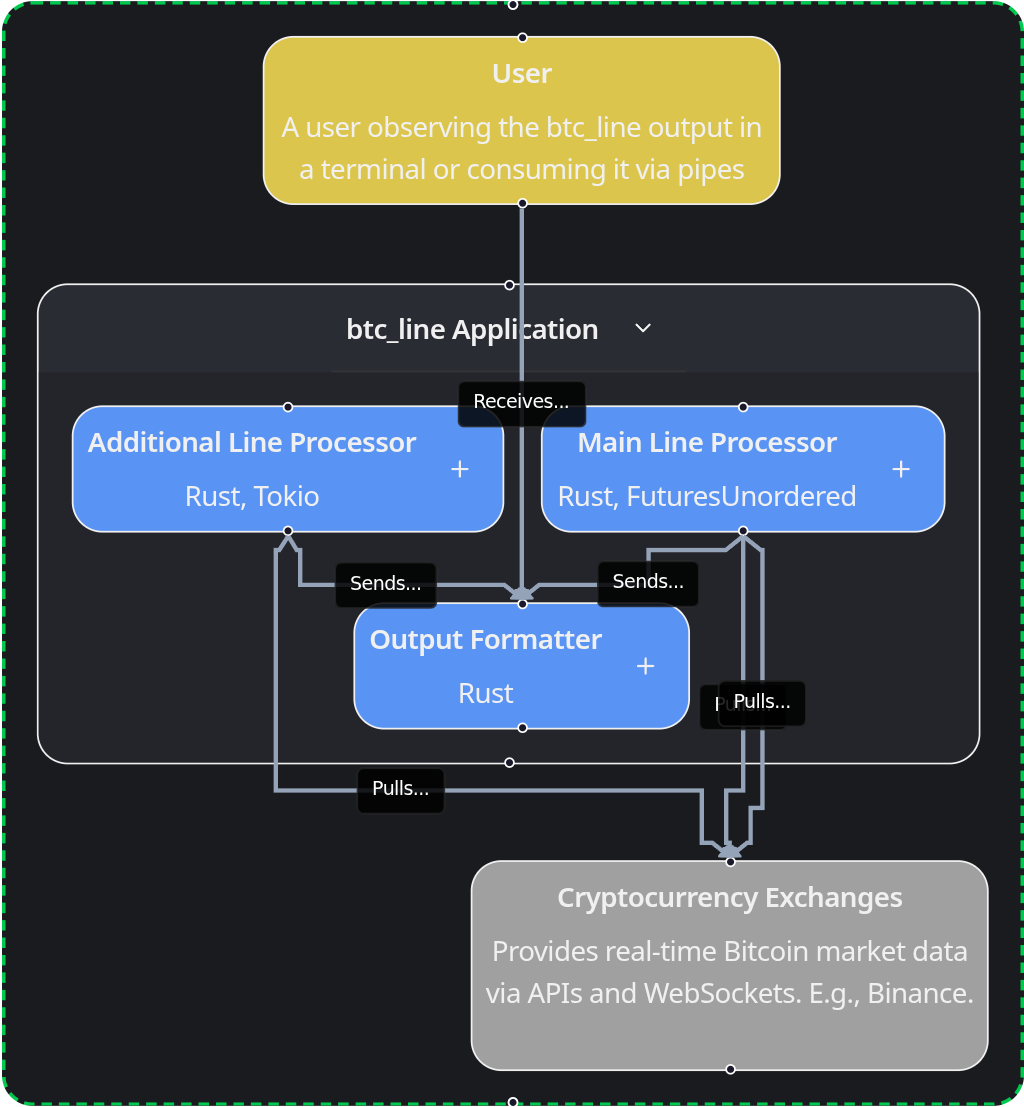 User
A user observing the btc_line output in
a terminal or consuming it via pipes
btc_line Application
Receives...
Additional Line Processor
Rust, Tokio
Main Line Processor
Rust, FuturesUnordered
Sends...
Sends...
Output Formatter
Rust
Pulls...
Pulls...
Cryptocurrency Exchanges
Provides real-time Bitcoin market data
via APIs and WebSockets. E.g., Binance.